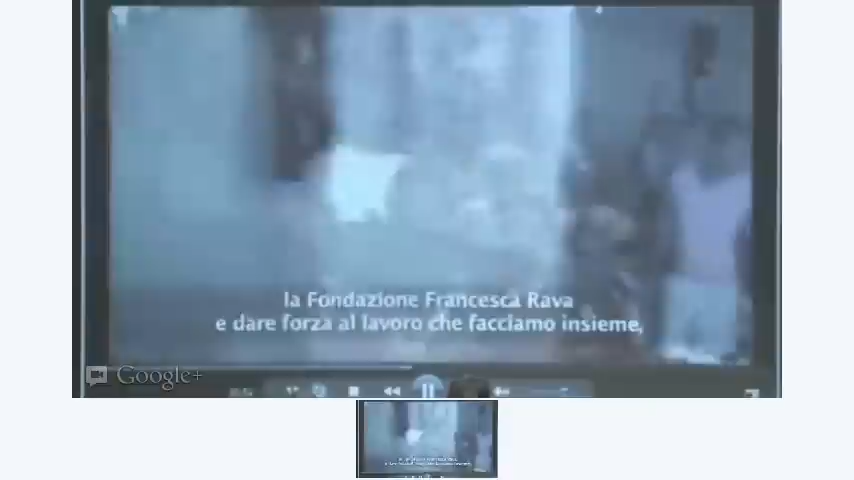 la Fondazione Francesca Rava
e dare forza al lavoro che facciamo insieme,
Google+